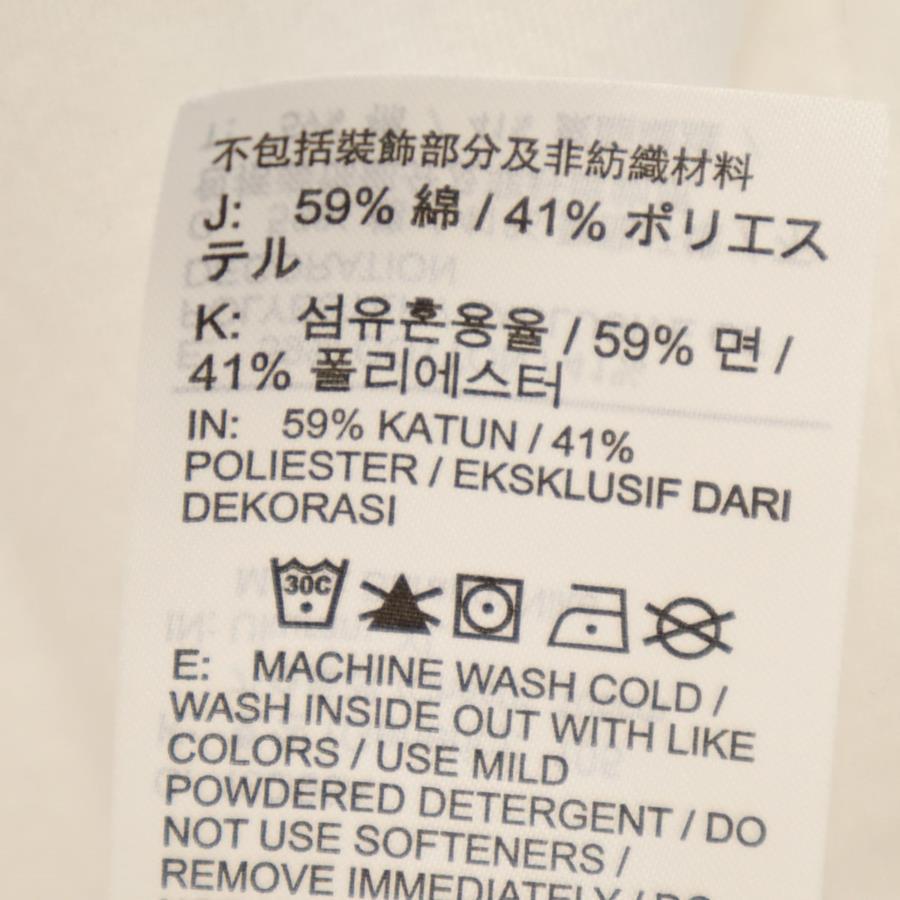 不包括裝飾部分及非紡織材料
J: 59% 綿 / 41% ポリエス
テル
K: 섬유혼용율 / 59% 면 /
41% 폴리에스터
IN: 59% KATUN / 41%
POLIESTER / EKSKLUSIF DARI
DEKORASI
30C
E: MACHINE WASH COLD /
WASH INSIDE OUT WITH LIKE
COLORS / USE MILD
POWDERED DETERGENT / DO
NOT USE SOFTENERS /
REMOVE IMMEDIATELY / DO